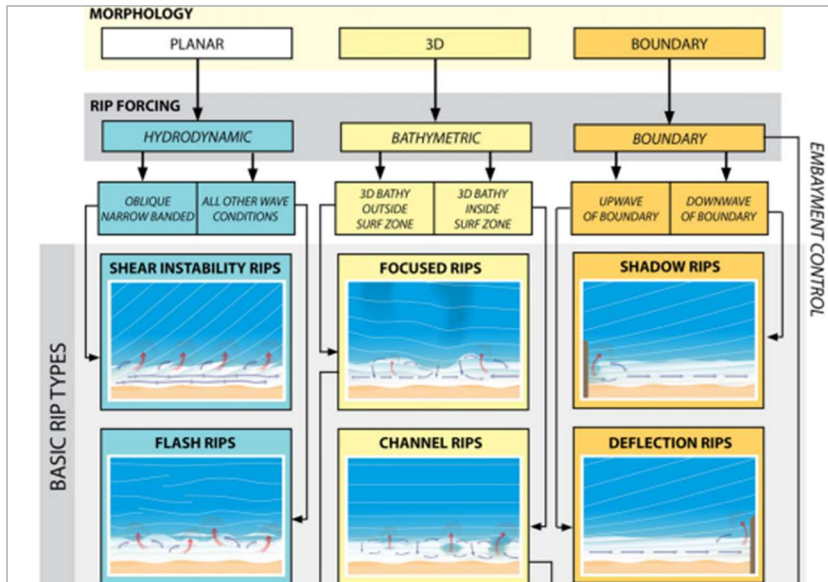 MORPHOLOGY
PLANAR
3D
BOUNDARY
RIP FORCING
HYDRODYNAMIC
BATHYMETRIC
BOUNDARY
EMBAYMENT CONTROL
OBLIQUE
NARROW BANDED
ALL OTHER WAVE
CONDITIONS
3D BATHY
OUTSIDE
SURF ZONE
3D BATHY
INSIDE
SURF ZONE
UPWAVE
OF BOUNDARY
DOWNWAVE
OF BOUNDARY
BASIC RIP TYPES
SHEAR INSTABILITY RIPS
FOCUSED RIPS
SHADOW RIPS
FLASH RIPS
CHANNEL RIPS
DEFLECTION RIPS